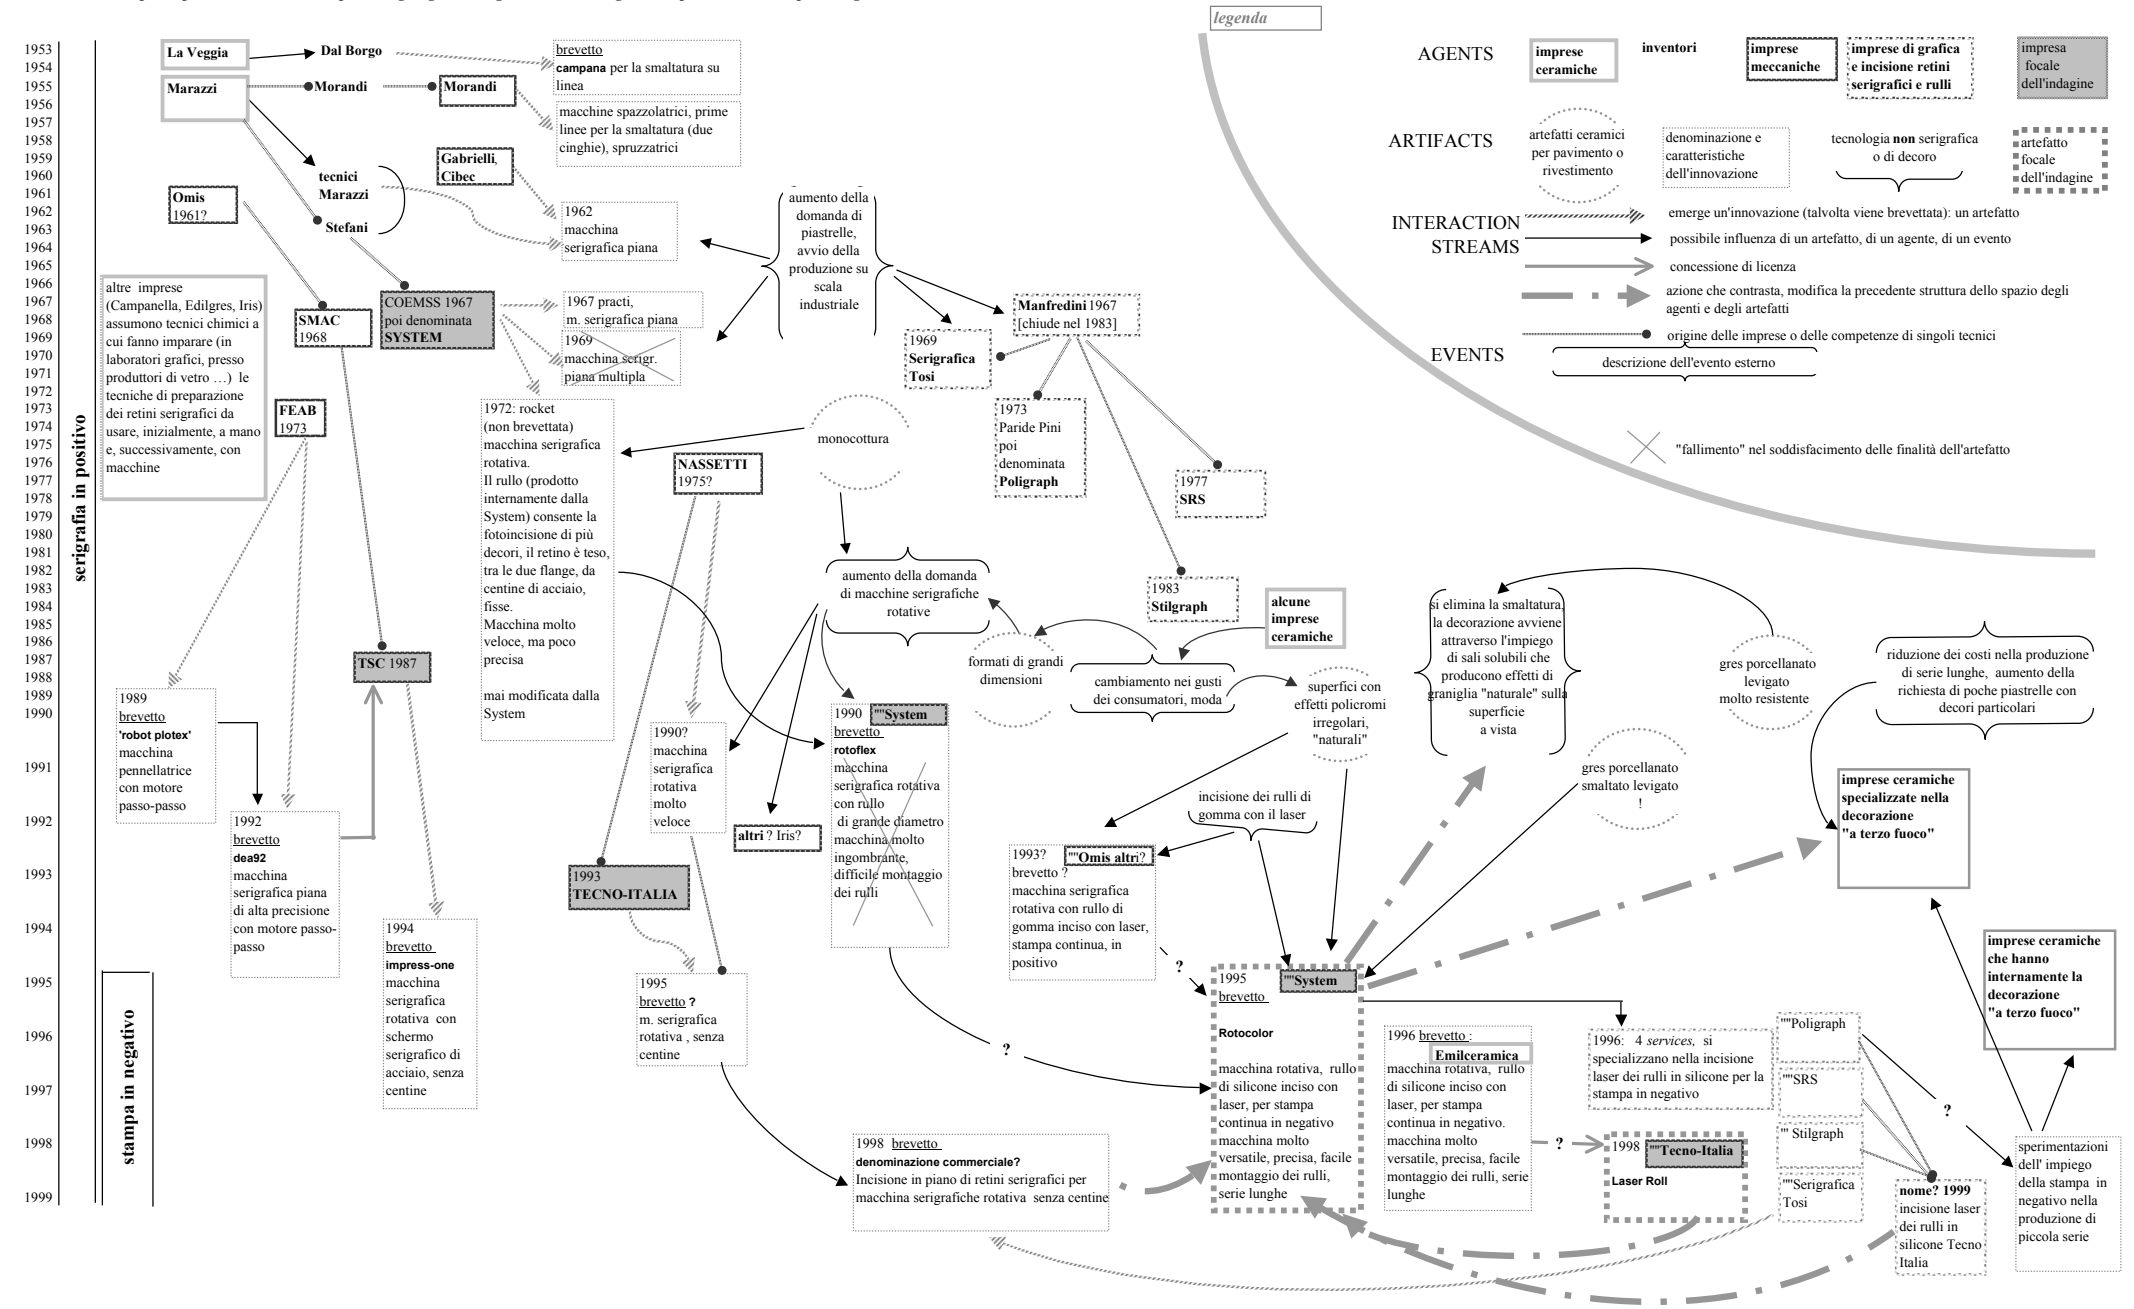 legenda
AGENTS
imprese
ceramiche
inventori
imprese
meccaniche
imprese di grafica
e incisione retini
serigrafici e rulli
impresa
focale
dell'indagine
ARTIFACTS
artefatti ceramici
per pavimento o
rivestimento
denominazione e
caratteristiche
dell'innovazione
tecnologia non serigrafica
o di decoro
artefatto
focale
dell'indagine
INTERACTION
STREAMS
emerge un'innovazione (talvolta viene brevettata): un artefatto
possibile influenza di un artefatto, di un agente, di un evento
concessione di licenza
azione che contrasta, modifica la precedente struttura dello spazio degli
agenti e degli artefatti
origine delle imprese o delle competenze di singoli tecnici
EVENTS
descrizione dell'evento esterno
"fallimento" nel soddisfacimento delle finalità dell'artefatto
1953
1954
1955
1956
1957
1958
1959
1960
1961
1962
1963
1964
1965
1966
1967
1968
1969
1970
1971
1972
1973
1974
1975
1976
1977
1978
1979
1980
1981
1982
1983
1984
1985
1986
1987
1988
1989
1990
1991
1992
1993
1994
1995
1996
1997
1998
1999
serigrafia in positivo
stampa in negativo
La Veggia
Dal Borgo
brevetto
campana per la smaltatura su
linea
Marazzi
Morandi
Morandi
macchine spazzolatrici, prime
linee per la smaltatura (due
cinghie), spruzzatrici
tecnici
Marazzi
Stefani
Gabrielli,
Cibec
Omis
1961?
1962
macchina
serigrafica piana
aumento della
domanda di
piastrelle,
avvio della
produzione su
scala
industriale
altre imprese
(Campanella, Edilgres, Iris)
assumono tecnici chimici a
cui fanno imparare (in
laboratori grafici, presso
produttori di vetro …) le
tecniche di preparazione
dei retini serigrafici da
usare, inizialmente, a mano
e, successivamente, con
macchine
SMAC
1968
COEMSS 1967
poi denominata
SYSTEM
1967 practi,
m. serigrafica piana
1969
macchina serigr.
piana multipla
Manfredini 1967
[chiude nel 1983]
1969
Serigrafica
Tosi
1973
Paride Pini
poi
denominata
Poligraph
1977
SRS
1983
Stilgraph
FEAB
1973
1972: rocket
(non brevettata)
macchina serigrafica
rotativa.
Il rullo (prodotto
internamente dalla
System) consente la
fotoincisione di più
decori, il retino è teso,
tra le due flange, da
centine di acciaio,
fisse.
Macchina molto
veloce, ma poco
precisa
mai modificata dalla
System
NASSETTI
1975?
monocottura
aumento della domanda
di macchine serigrafiche
rotative
formati di grandi
dimensioni
alcune
imprese
ceramiche
cambiamento nei gusti
dei consumatori, moda
superfici con
effetti policromi
irregolari,
"naturali"
si elimina la smaltatura,
la decorazione avviene
attraverso l'impiego
di sali solubili che
producono effetti di
graniglia "naturale" sulla
superficie
a vista
gres porcellanato
levigato
molto resistente
riduzione dei costi nella produzione
di serie lunghe, aumento della
richiesta di poche piastrelle con
decori particolari
gres porcellanato
smaltato levigato
!
TSC 1987
1989
brevetto
'robot plotex'
macchina
pennellatrice
con motore
passo-passo
1992
brevetto
dea92
macchina
serigrafica piana
di alta precisione
con motore passo-
passo
1994
brevetto
impress-one
macchina
serigrafica
rotativa con
schermo
serigrafico di
acciaio, senza
centine
1990?
macchina
serigrafica
rotativa
molto
veloce
altri ? Iris?
1990 ""System
brevetto
rotoflex
macchina
serigrafica rotativa
con rullo
di grande diametro
macchina molto
ingombrante,
difficile montaggio
dei rulli
1993
TECNO-ITALIA
1995
brevetto ?
m. serigrafica
rotativa , senza
centine
incisione dei rulli di
gomma con il laser
1993? ""Omis altri?
brevetto ?
macchina serigrafica
rotativa con rullo di
gomma inciso con laser,
stampa continua, in
positivo
?
?
imprese ceramiche
specializzate nella
decorazione
"a terzo fuoco"
imprese ceramiche
che hanno
internamente la
decorazione
"a terzo fuoco"
1995 ""System
brevetto
Rotocolor
macchina rotativa, rullo
di silicone inciso con
laser, per stampa
continua in negativo
macchina molto
versatile, precisa, facile
montaggio dei rulli,
serie lunghe
1996 brevetto :
Emilceramica
macchina rotativa, rullo
di silicone inciso con
laser, per stampa
continua in negativo.
macchina molto
versatile, precisa, facile
montaggio dei rulli, serie
lunghe
1996: 4 services, si
specializzano nella incisione
laser dei rulli in silicone per la
stampa in negativo
""Poligraph
""SRS
"" Stilgraph
""Serigrafica
Tosi
?
?
1998 ""Tecno-Italia
Laser Roll
1998 brevetto
denominazione commerciale?
Incisione in piano di retini serigrafici per
macchina serigrafiche rotativa senza centine
nome? 1999
incisione laser
dei rulli in
silicone Tecno
Italia
sperimentazioni
dell' impiego
della stampa in
negativo nella
produzione di
piccola serie